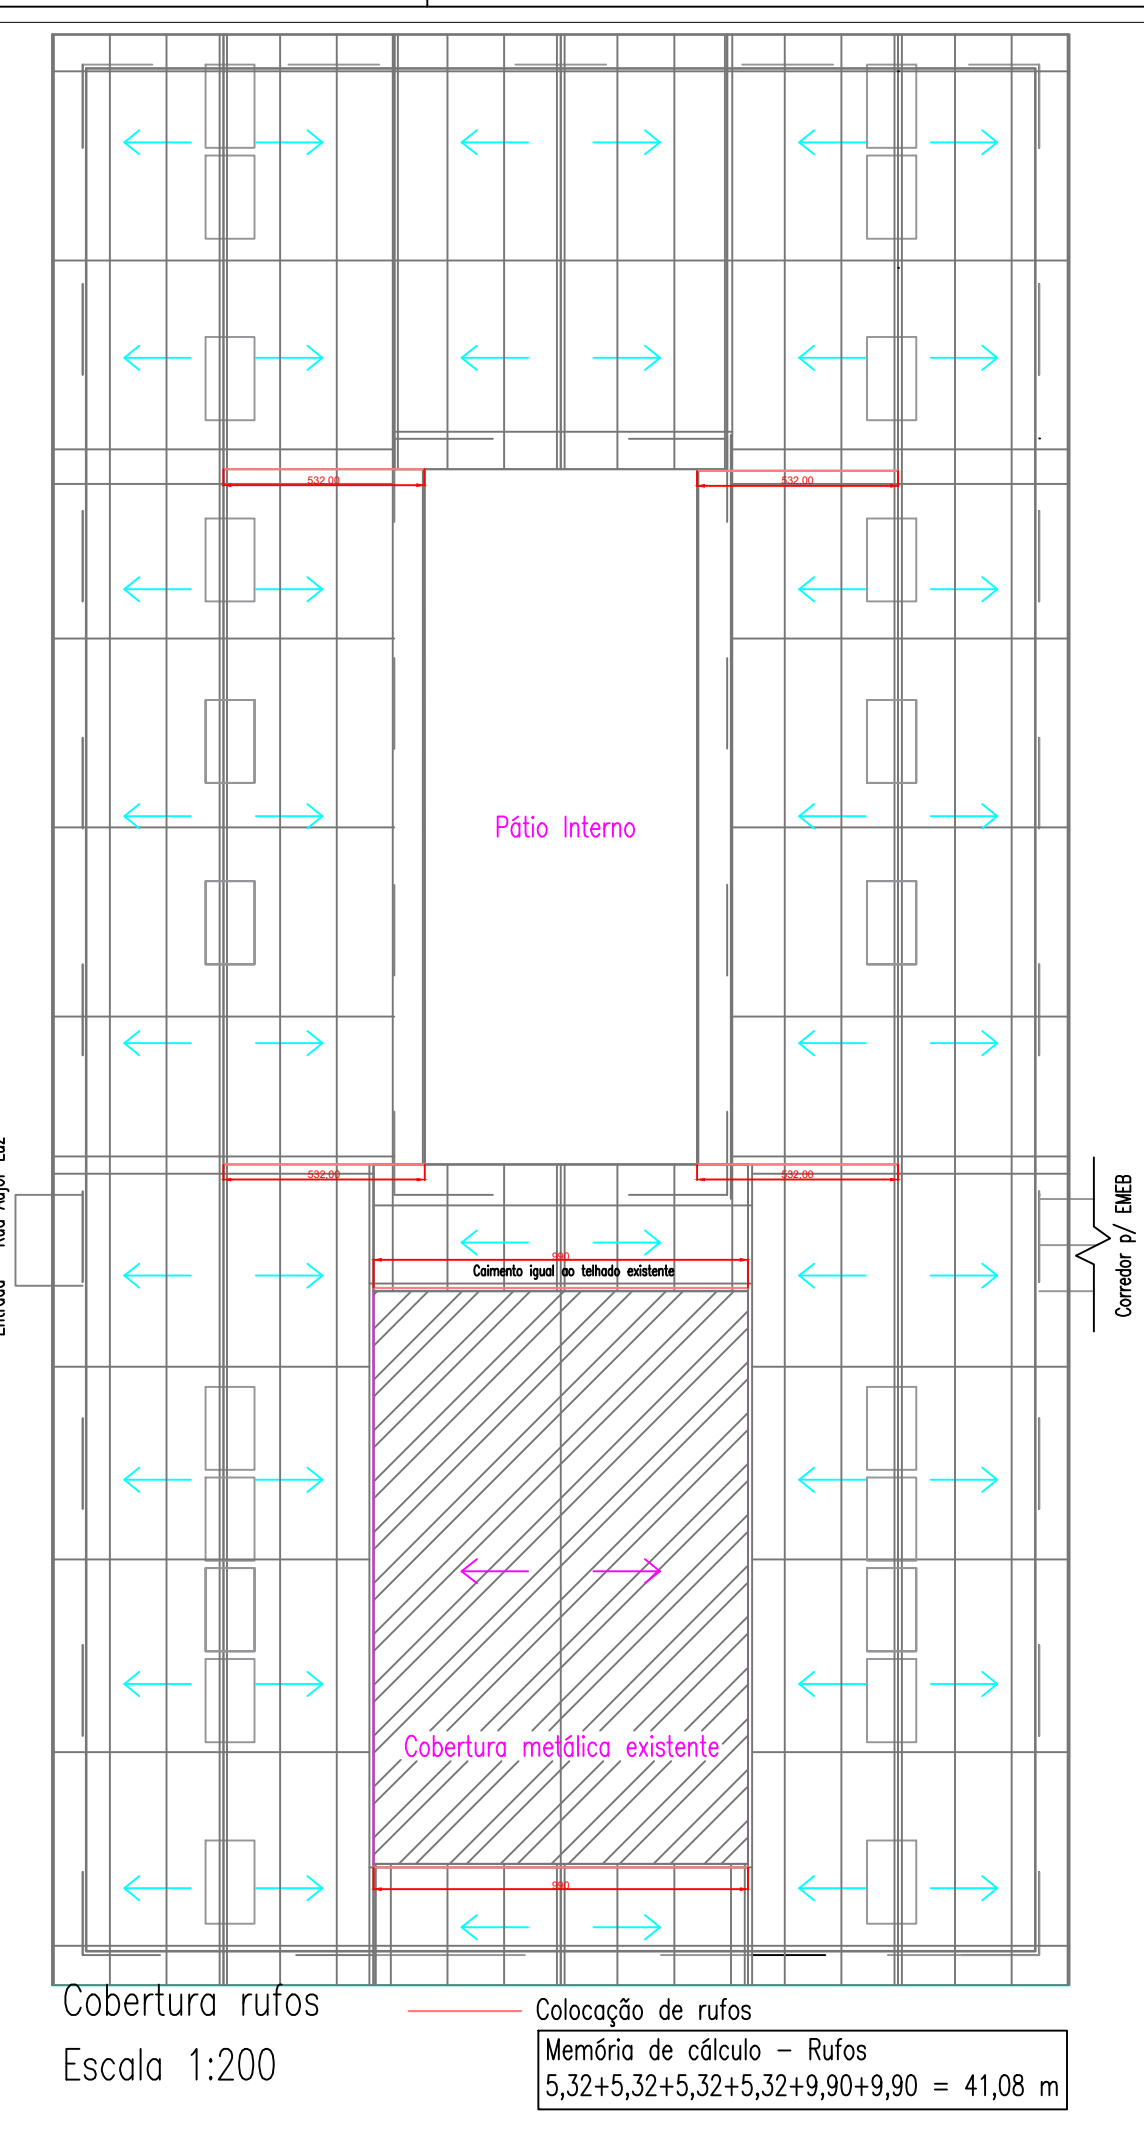 532.00
532.00
Pátio Interno
532.00
532.00
Corredor p/ EMEB
990
Caimento igual ao telhado existente
Cobertura metálica existente
990
Cobertura rufos
Colocação de rufos
Escala 1:200
Memória de cálculo – Rufos
5,32+5,32+5,32+5,32+9,90+9,90 = 41,08 m